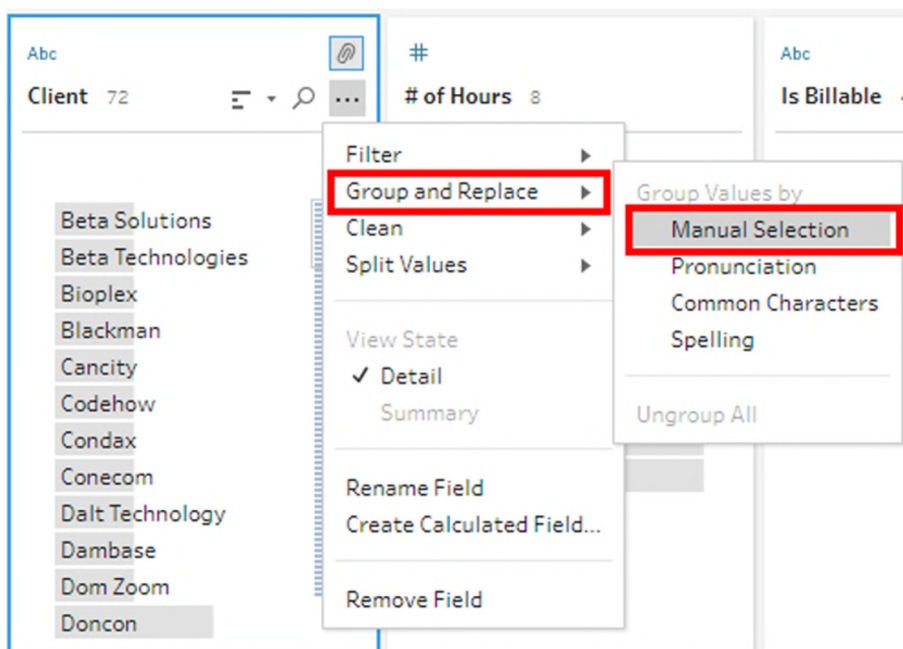 Abc
Client 72
# 
# of Hours 8
Abc
Is Billable
Beta Solutions
Beta Technologies
Bioplex
Blackman
Cancity
Codehow
Condax
Conecom
Dalt Technology
Dambase
Dom Zoom
Doncon
Filter
Group and Replace
Clean
Split Values
View State
✓ Detail
Summary
Rename Field
Create Calculated Field...
Remove Field
Group Values by
Manual Selection
Pronunciation
Common Characters
Spelling
Ungroup All